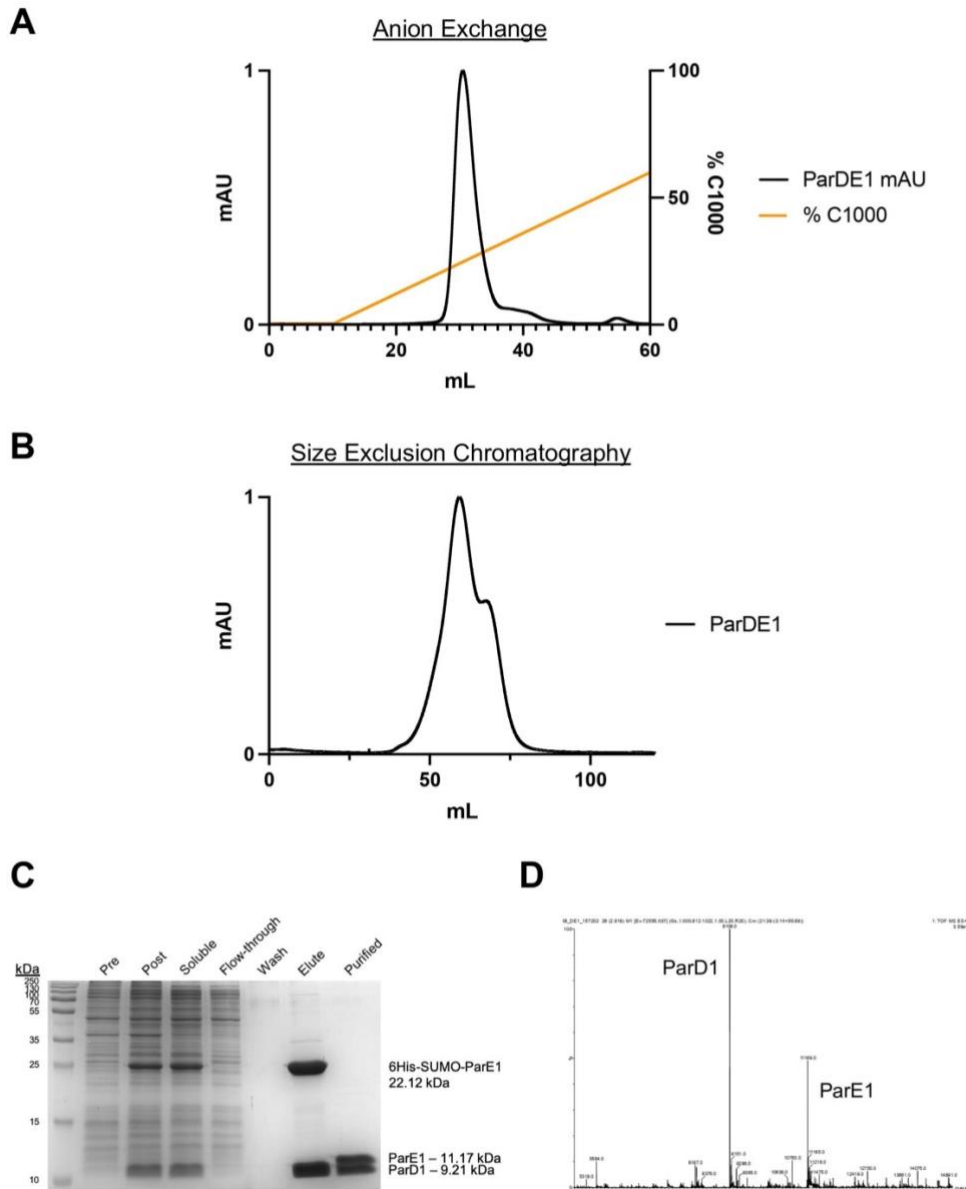 A
Anion Exchange
1
0
mAU
100
50
0
% C1000
0 20 40 60
mL
ParDE1 mAU
% C1000
B
Size Exclusion Chromatography
1
0
mAU
0 50 100
mL
ParDE1
C
kDa
Pre
Post
Soluble
Flow-through
Wash
Elute
Purified
250
130
100
70
55
35
25
15
10
6His-SUMO-ParE1
22.12 kDa
ParE1 – 11.17 kDa
ParD1 – 9.21 kDa
D
ParD1
ParE1